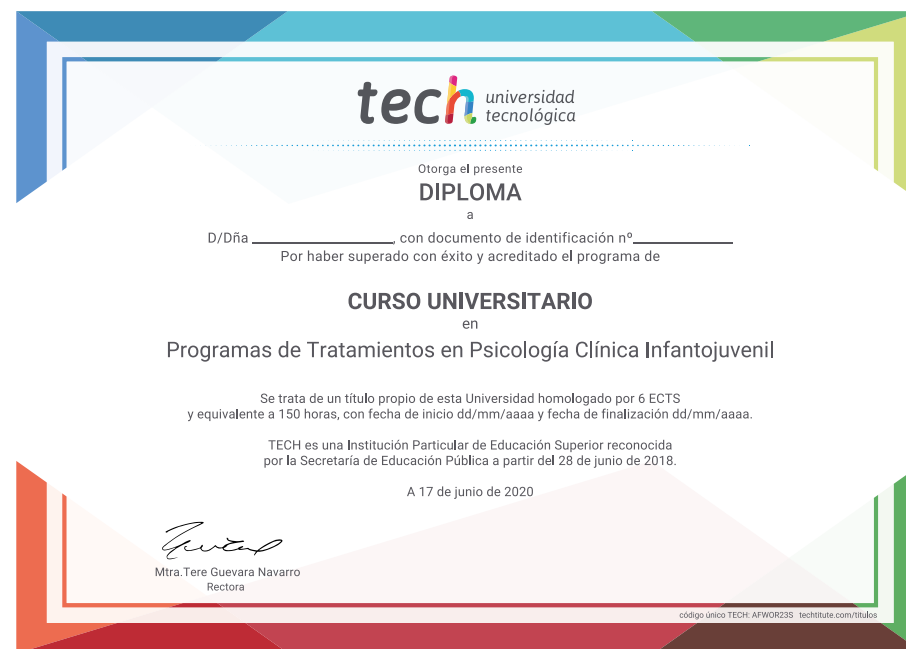 tech universidad
tecnológica
Otorga el presente
DIPLOMA
a
D/Dña ____________________, con documento de identificación nº______________
Por haber superado con éxito y acreditado el programa de
CURSO UNIVERSITARIO
en
Programas de Tratamientos en Psicología Clínica Infantojuvenil
Se trata de un título propio de esta Universidad homologado por 6 ECTS
y equivalente a 150 horas, con fecha de inicio dd/mm/aaaa y fecha de finalización dd/mm/aaaa.
TECH es una Institución Particular de Educación Superior reconocida
por la Secretaría de Educación Pública a partir del 28 de junio de 2018.
A 17 de junio de 2020
Mtra.Tere Guevara Navarro
Rectora
código único TECH: AFWOR23S techtitute.com/titulos